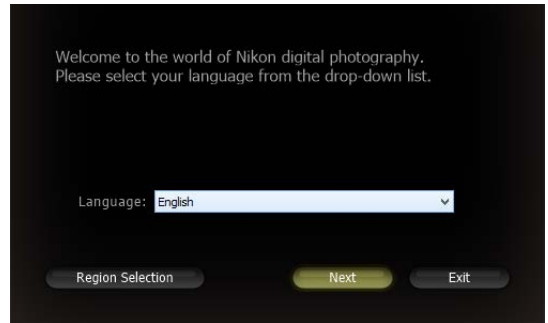 Welcome to the world of Nikon digital photography.
Please select your language from the drop-down list.
Language: English
Region Selection Next Exit